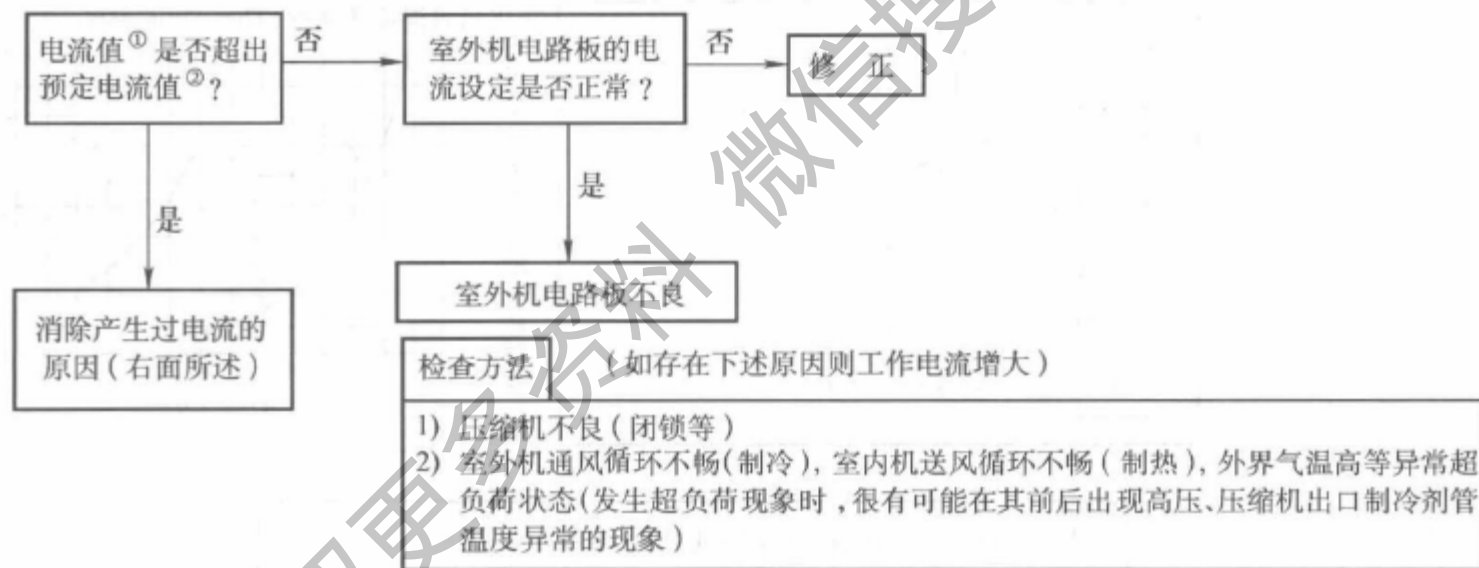 电流值①是否超出
预定电流值②?
否
室外机电路板的电
流设定是否正常?
否
修 正
是
是
消除产生过电流的
原因(右面所述)
室外机电路板不良
检查方法 (如存在下述原因则工作电流增大)
1) 压缩机不良(闭锁等)
2) 室外机通风循环不畅(制冷), 室内机送风循环不畅(制热), 外界气温高等异常超
负荷状态(发生超负荷现象时,很有可能在其前后出现高压、压缩机出口制冷剂管
温度异常的现象)
更多资料 微信搜